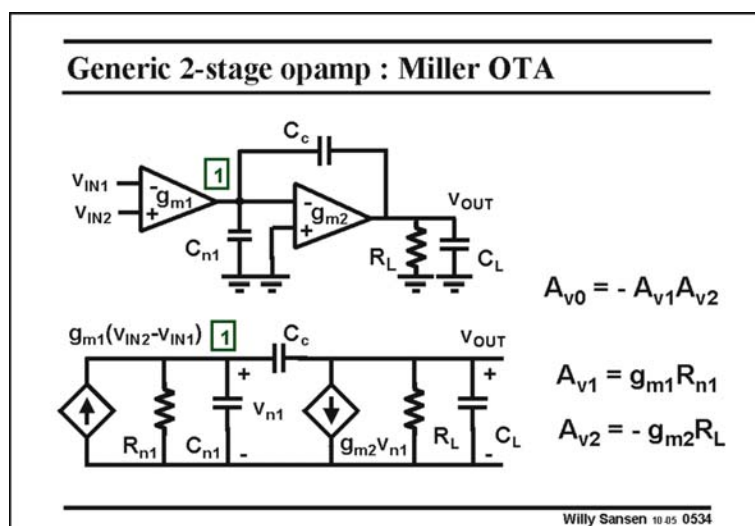 Generic 2-stage opamp : Miller OTA
Cc
1
vIN1
-
gm1
vIN2
+
-
gm2
+
vOUT
Cn1
RL
CL
Av0 = - Av1Av2
gm1(vIN2-vIN1)
1
Cc
vOUT
+
+
Av1 = gm1Rn1
vn1
Rn1
Cn1
-
gm2vn1
RL
CL
-
Av2 = - gm2RL
Willy Sansen 10-05 0534